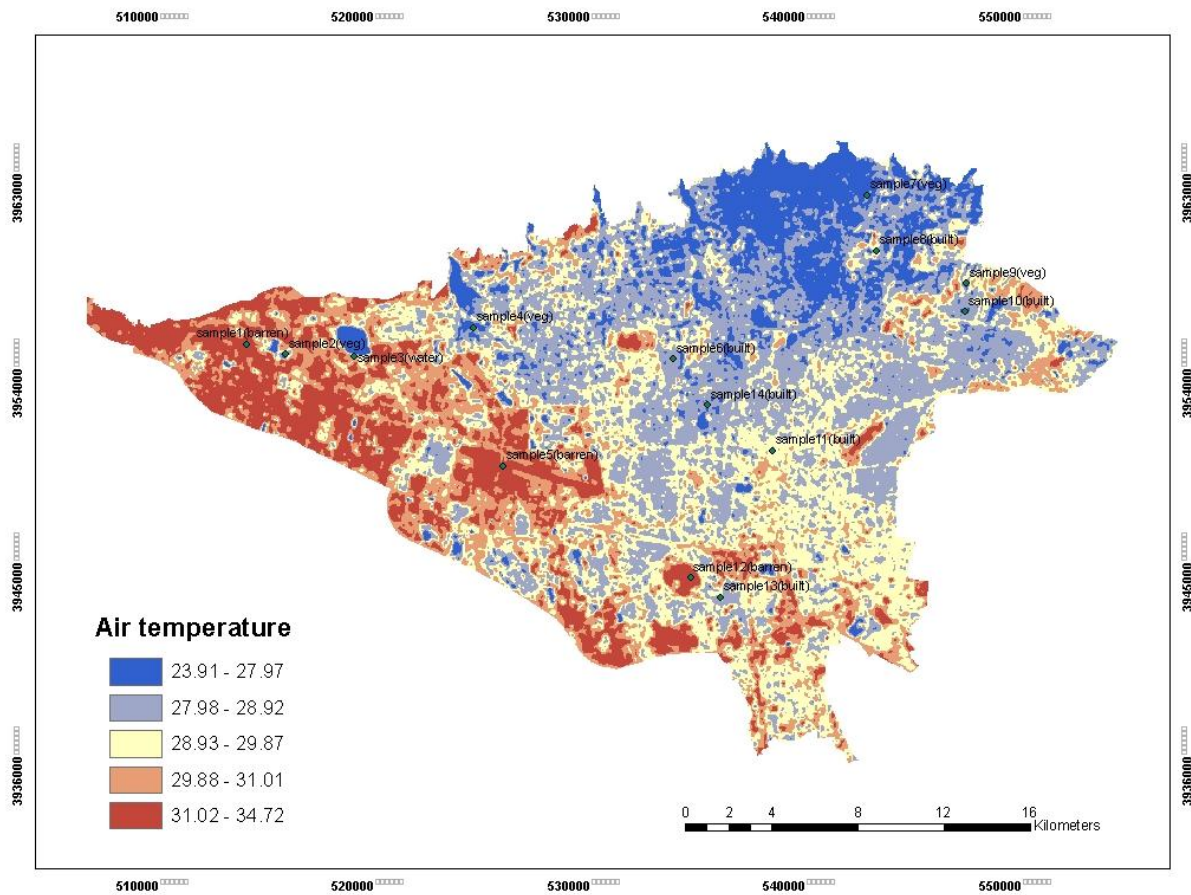 510000 520000 530000 540000 550000
3963000 3963000
sample7(veg)
sample8(built)
sample9(veg)
sample10(built)
sample4(veg)
sample1(barren)
sample2(veg)
sample3(water)
sample6(built)
3954000 3954000
sample14(built)
sample11(built)
sample5(barren)
sample12(barren)
sample13(built)
3945000 3945000
Air temperature
23.91 - 27.97
27.98 - 28.92
28.93 - 29.87
29.88 - 31.01
31.02 - 34.72
3936000 3936000
0 2 4 8 12 16
Kilometers
510000 520000 530000 540000 550000